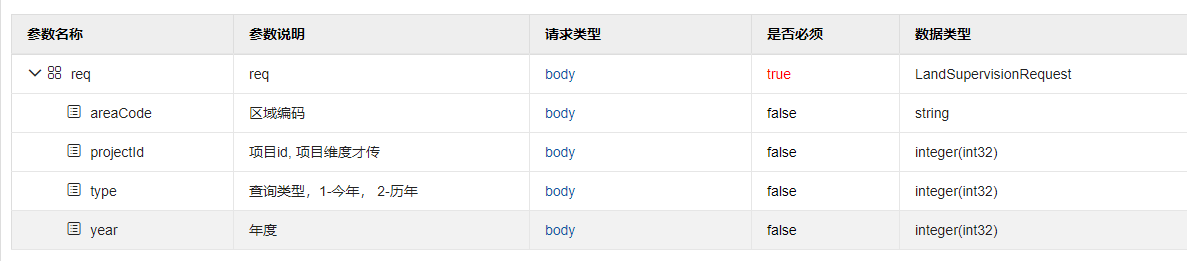 参数名称 参数说明 请求类型 是否必须 数据类型
req req body true LandSupervisionRequest
areaCode 区域编码 body false string
projectId 项目id, 项目维度才传 body false integer(int32)
type 查询类型，1-今年， 2-历年 body false integer(int32)
year 年度 body false integer(int32)